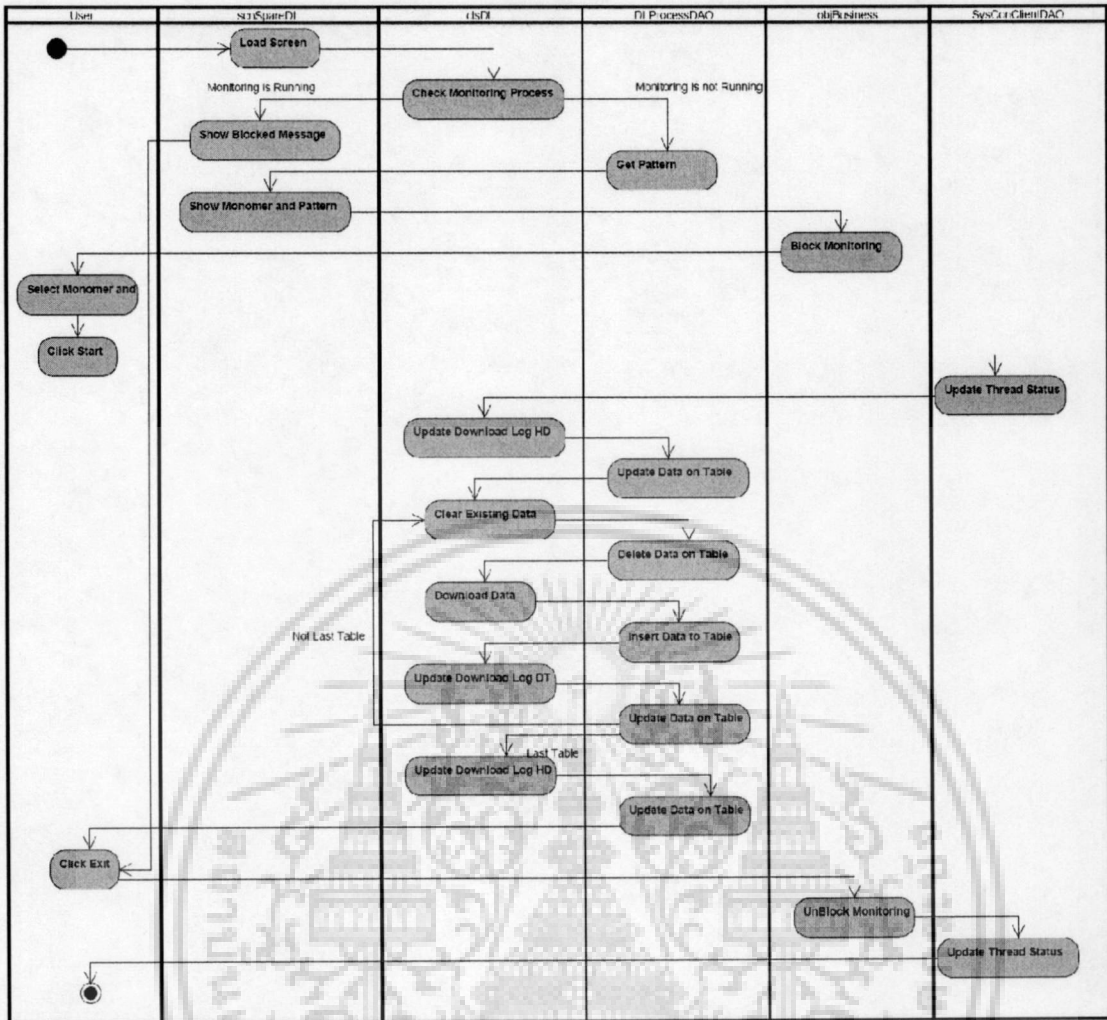 User scnSpareDL clsDL DLProcessDAO objBusiness SysConClientDAO
Load Screen
Monitoring is Running
Check Monitoring Process
Monitoring is not Running
Show Blocked Message
Get Pattern
Show Monomer and Pattern
Block Monitoring
Select Monomer and
Click Start
Update Thread Status
Update Download Log HD
Update Data on Table
Clear Existing Data
Delete Data on Table
Download Data
Not Last Table
Insert Data to Table
Update Download Log DT
Update Data on Table
Last Table
Update Download Log HD
Update Data on Table
Click Exit
UnBlock Monitoring
Update Thread Status